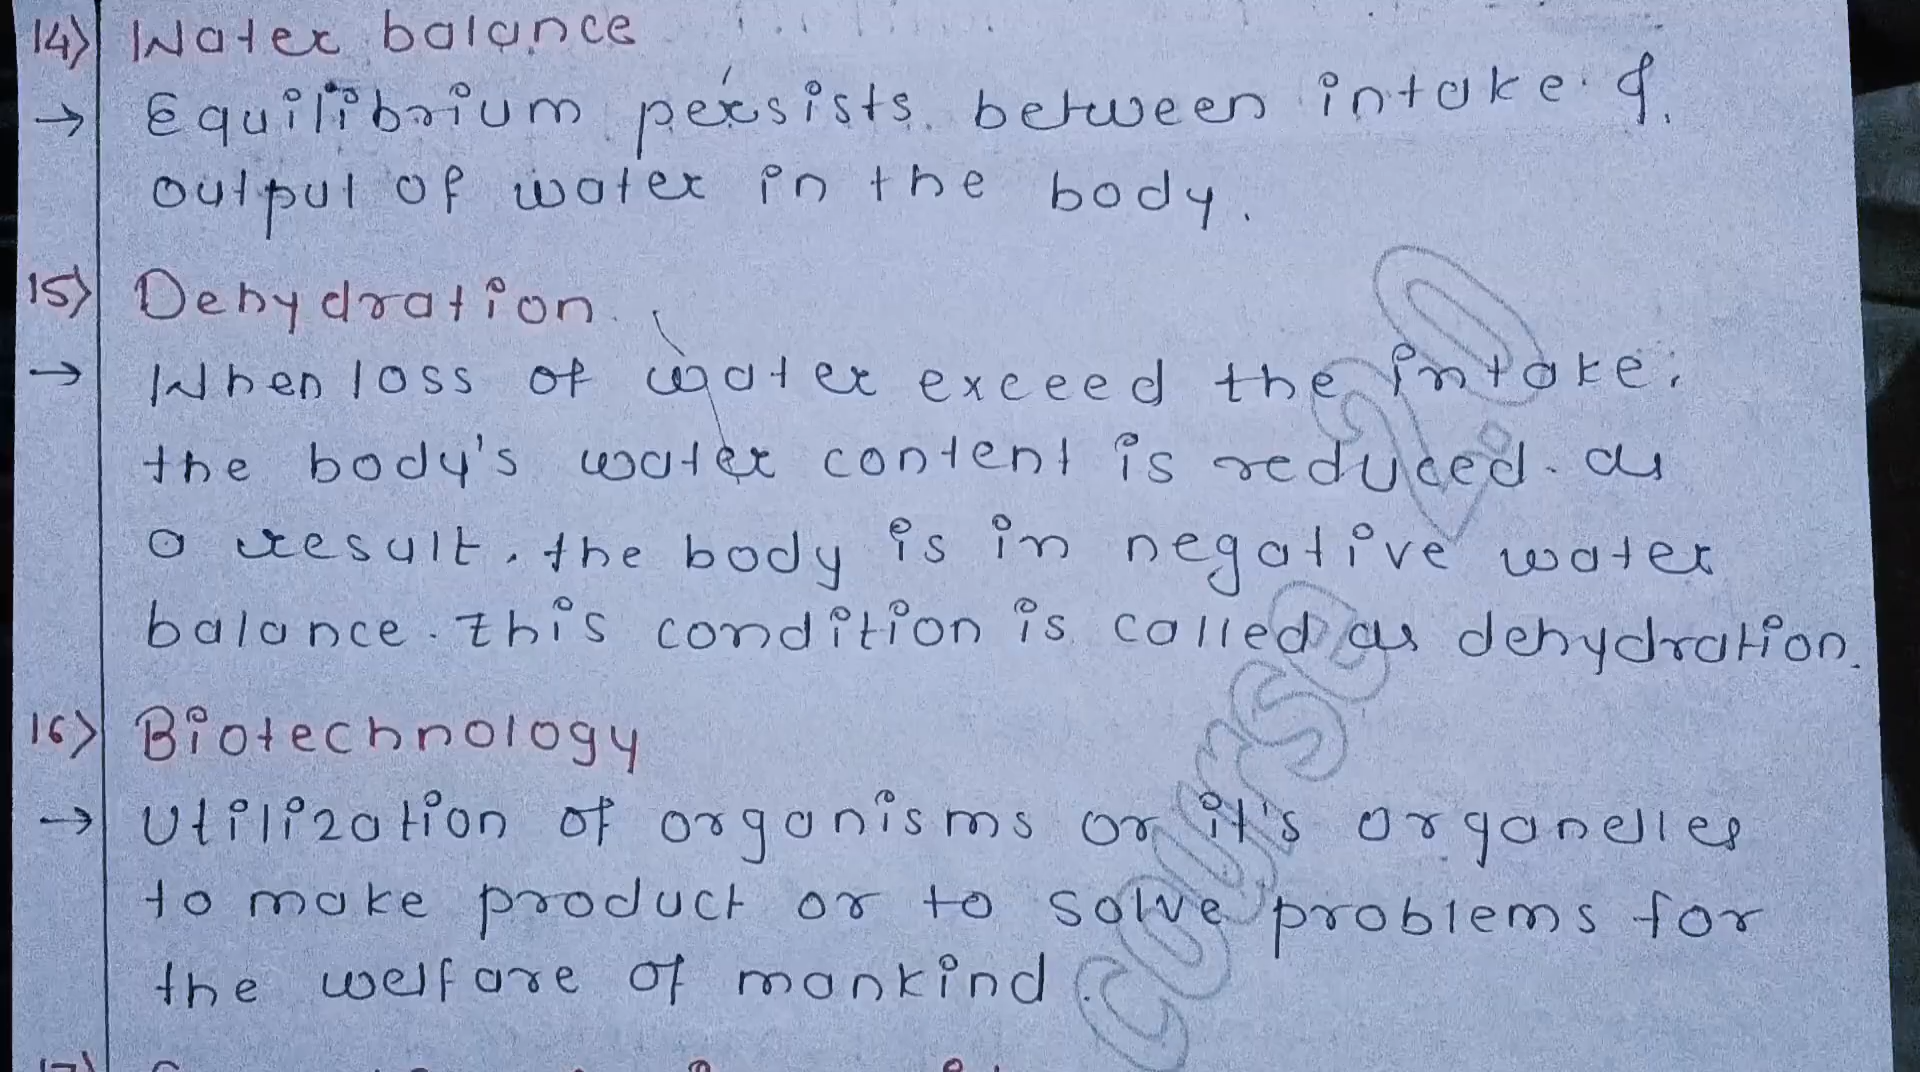 14) Water balance
→ Equilibrium persists between intake &
output of water in the body.
15) Dehydration
→ When loss of water exceed the intake,
the body's water content is reduced. as
a result, the body is in negative water
balance. This condition is called as dehydration.
16) Biotechnology
→ Utilization of organisms or it's organelles
to make product or to solve problems for
the welfare of mankind.